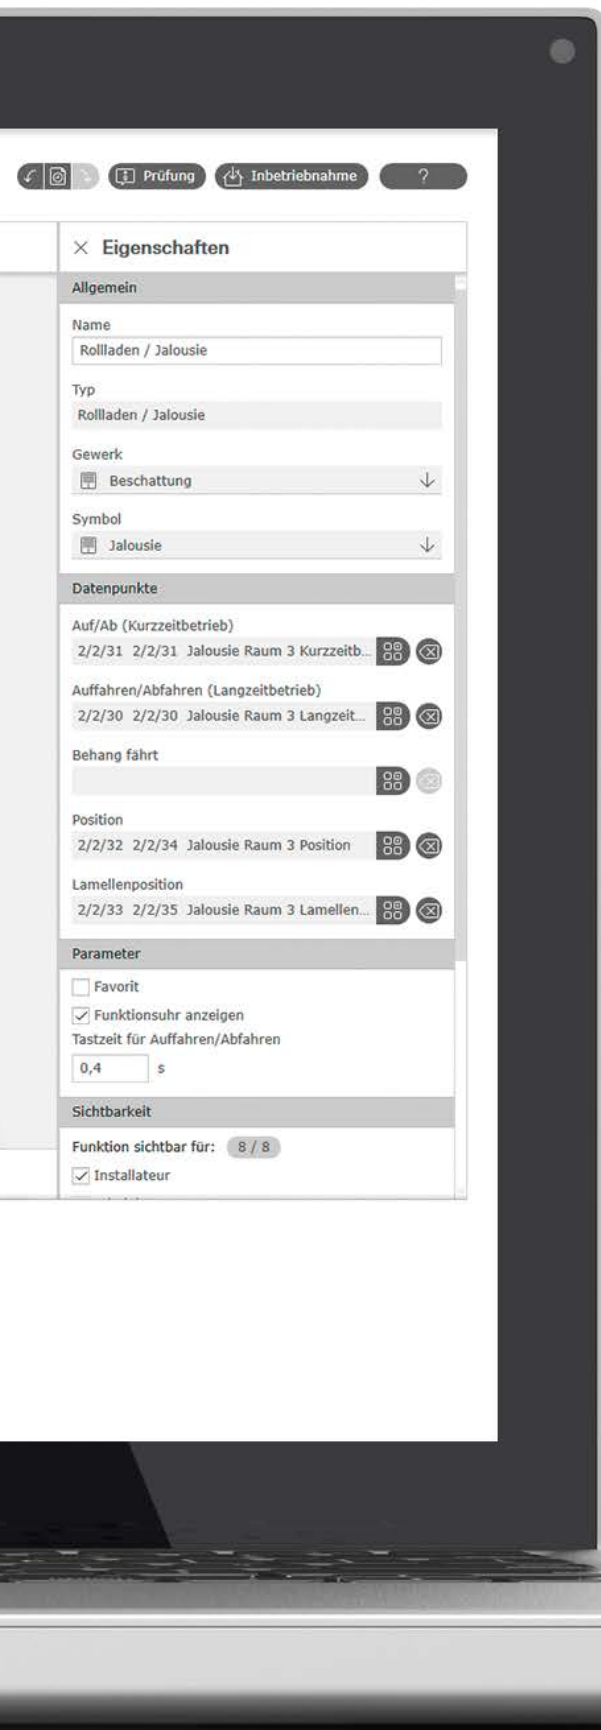 Prüfung Inbetriebnahme ?
Eigenschaften
Allgemein
Name
Rollladen / Jalousie
Typ
Rollladen / Jalousie
Gewerk
Beschattung
Symbol
Jalousie
Datenpunkte
Auf/Ab (Kurzzeitbetrieb)
2/2/31 2/2/31 Jalousie Raum 3 Kurzzeitb...
Auffahren/Abfahren (Langzeitbetrieb)
2/2/30 2/2/30 Jalousie Raum 3 Langzeit...
Behang fährt
Position
2/2/32 2/2/34 Jalousie Raum 3 Position
Lamellenposition
2/2/33 2/2/35 Jalousie Raum 3 Lamellen...
Parameter
Favorit
Funktionsuhr anzeigen
Tastzeit für Auffahren/Abfahren
0,4 s
Sichtbarkeit
Funktion sichtbar für: 8 / 8
Installateur